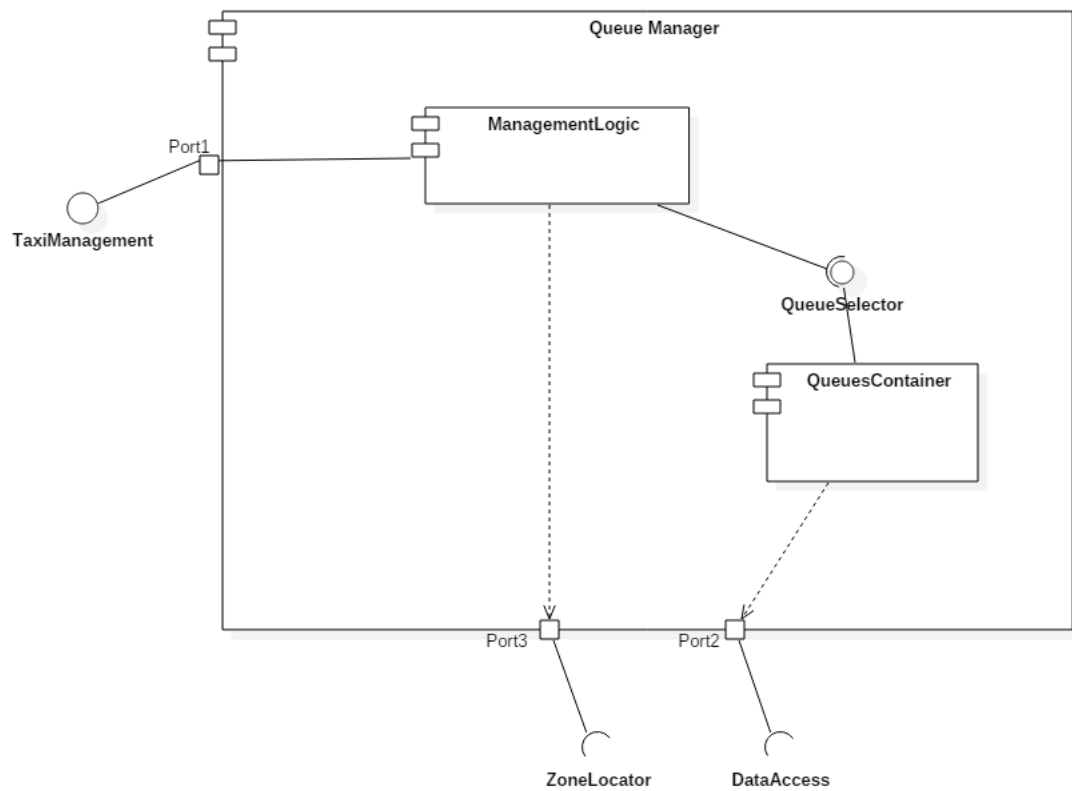 Queue Manager
ManagementLogic
Port1
TaxiManagement
QueueSelector
QueuesContainer
Port3
Port2
ZoneLocator
DataAccess